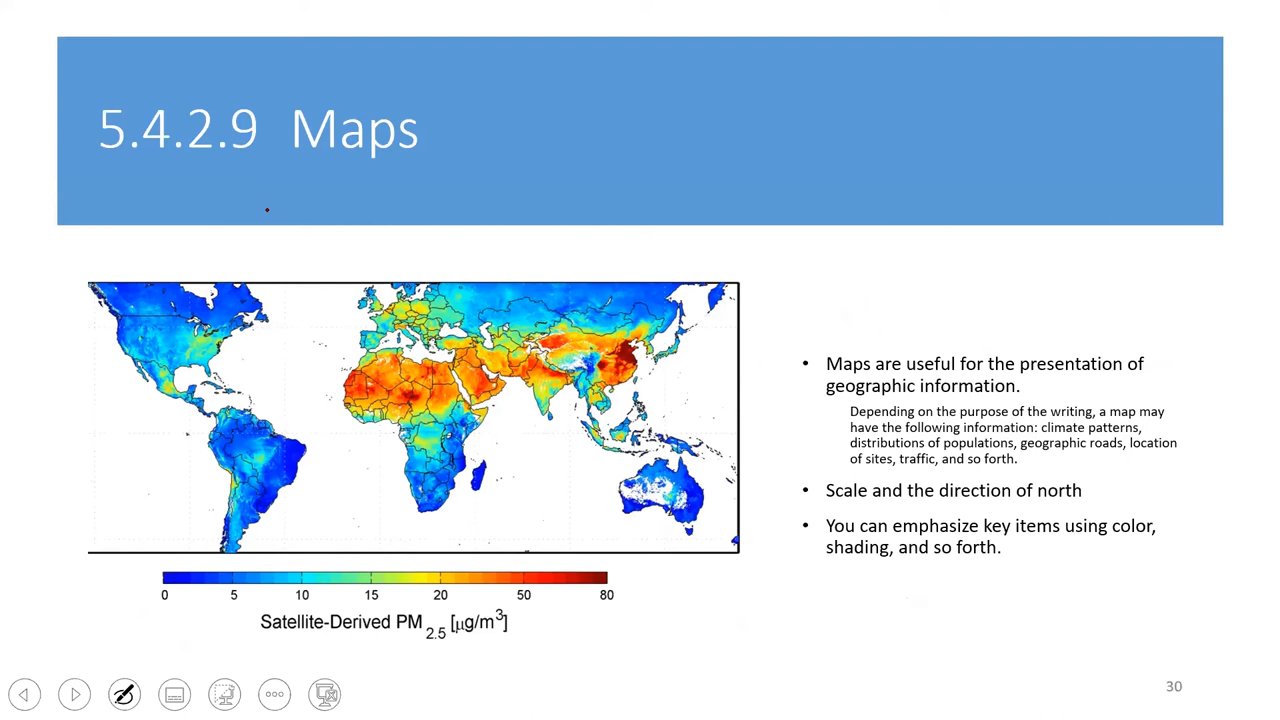 5.4.2.9 Maps
• Maps are useful for the presentation of
geographic information.
Depending on the purpose of the writing, a map may
have the following information: climate patterns,
distributions of populations, geographic roads, location
of sites, traffic, and so forth.
• Scale and the direction of north
• You can emphasize key items using color,
shading, and so forth.
0 5 10 15 20 50 80
Satellite-Derived PM 2.5 [μg/m3]
30